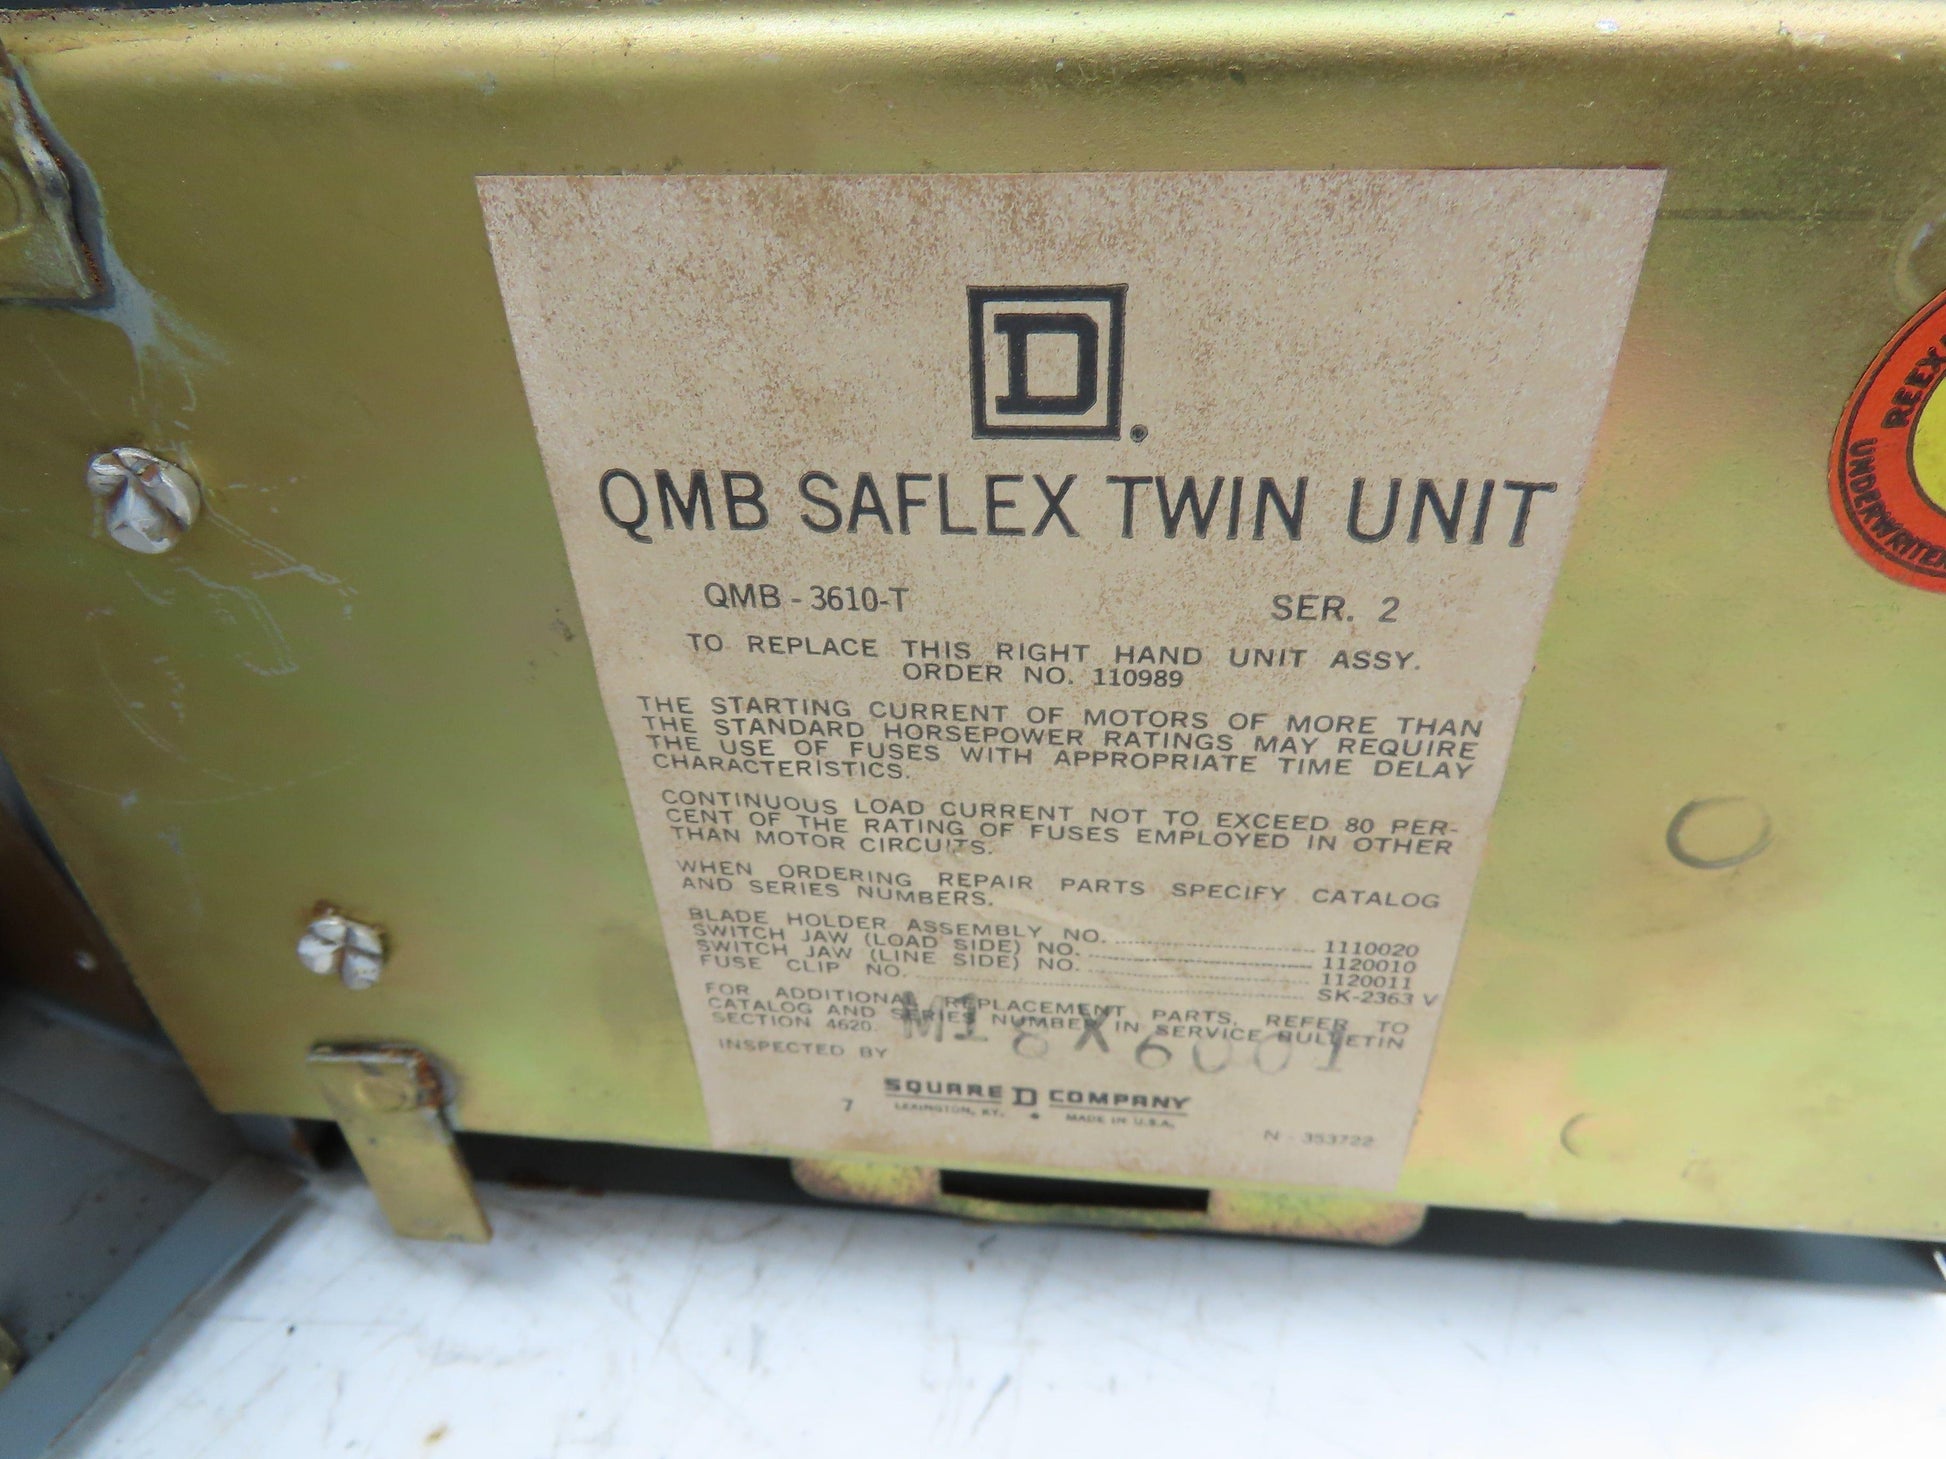 D
QMB SAFLEX TWIN UNIT
QMB - 3610-T SER. 2
TO REPLACE THIS RIGHT HAND UNIT ASSY.
ORDER NO. 110989
THE STARTING CURRENT OF MOTORS OF MORE THAN
THE STANDARD HORSEPOWER RATINGS MAY REQUIRE
THE USE OF FUSES WITH APPROPRIATE TIME DELAY
CHARACTERISTICS.
CONTINUOUS LOAD CURRENT NOT TO EXCEED 80 PER-
CENT OF THE RATING OF FUSES EMPLOYED IN OTHER
THAN MOTOR CIRCUITS.
WHEN ORDERING REPAIR PARTS SPECIFY CATALOG
AND SERIES NUMBERS.
BLADE HOLDER ASSEMBLY NO. 1110020
SWITCH JAW (LOAD SIDE) NO. 1120010
SWITCH JAW (LINE SIDE) NO. 1120011
FUSE CLIP NO. SK-2363 V
FOR ADDITIONAL REPLACEMENT PARTS, REFER TO
CATALOG AND SERIES NUMBER IN SERVICE BULLETIN
SECTION 4620.
INSPECTED BY
SQUARE D COMPANY
7 LEXINGTON, KY. MADE IN U.S.A.
N - 353722